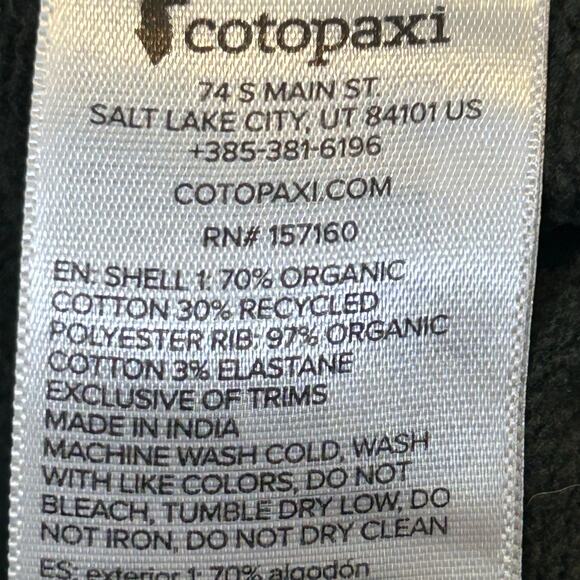 cotopaxi
74 S MAIN ST.
SALT LAKE CITY, UT 84101 US
+385-381-6196
COTOPAXI.COM
RN# 157160
EN: SHELL 1: 70% ORGANIC
COTTON 30% RECYCLED
POLYESTER RIB: 97% ORGANIC
COTTON 3% ELASTANE
EXCLUSIVE OF TRIMS
MADE IN INDIA
MACHINE WASH COLD, WASH
WITH LIKE COLORS, DO NOT
BLEACH, TUMBLE DRY LOW, DO
NOT IRON, DO NOT DRY CLEAN
ES: exterior 1: 70% algodón